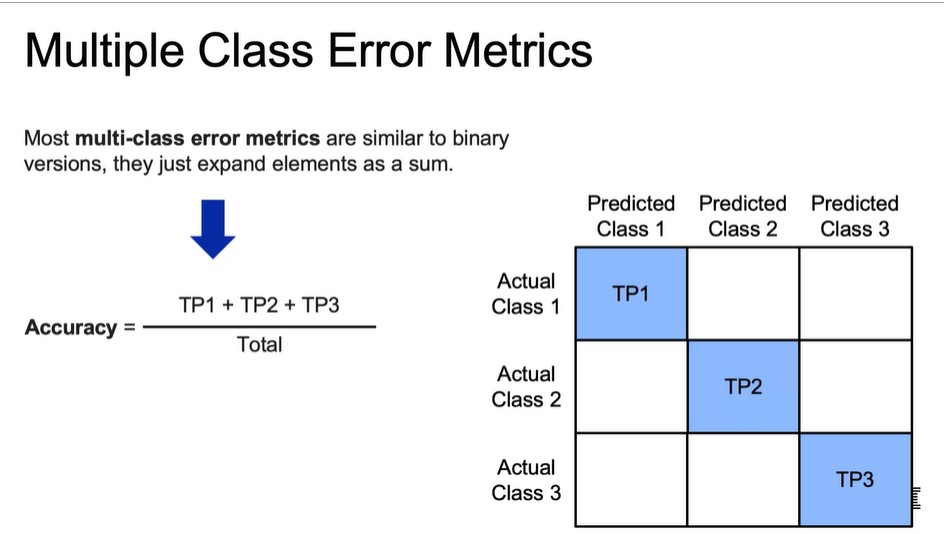 Multiple Class Error Metrics
Most multi-class error metrics are similar to binary
versions, they just expand elements as a sum.
Accuracy =
TP1 + TP2 + TP3
Total
Predicted
Class 1
Predicted
Class 2
Predicted
Class 3
Actual
Class 1
TP1
Actual
Class 2
TP2
Actual
Class 3
TP3